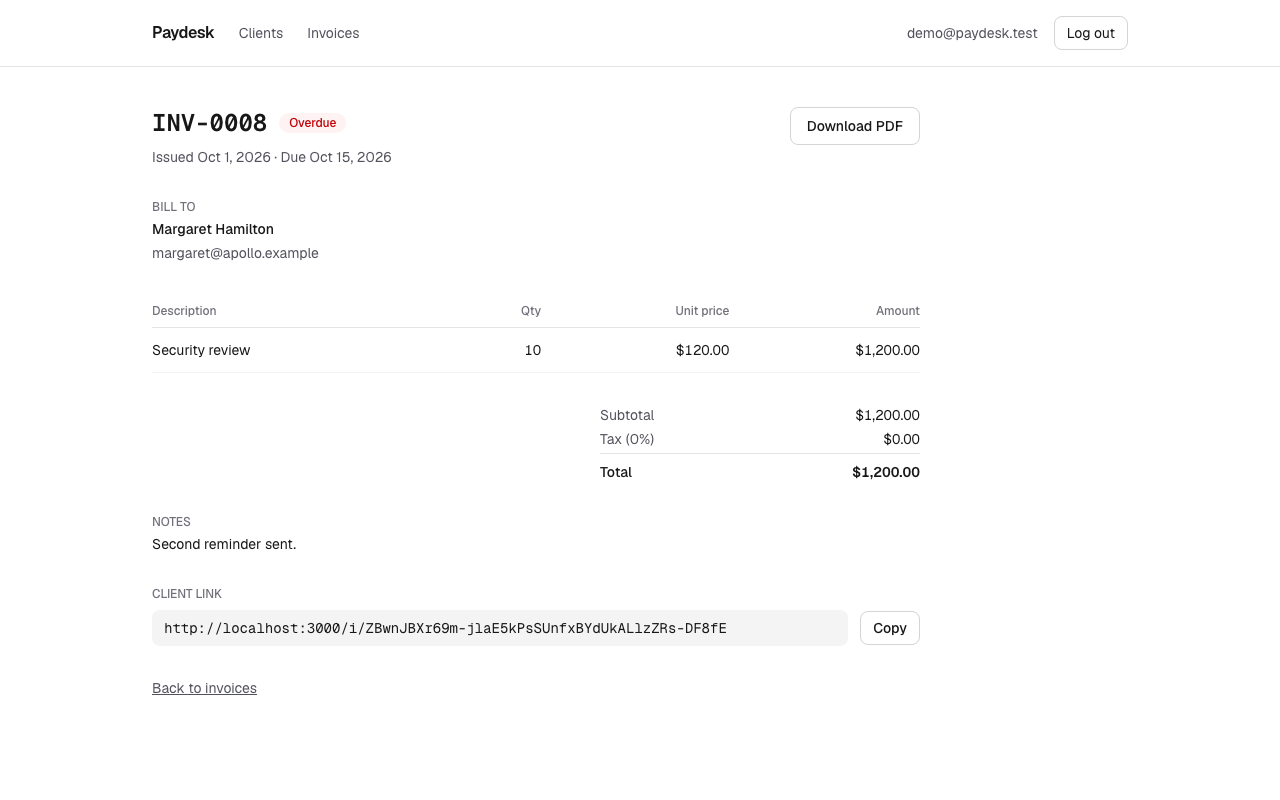 Paydesk Clients Invoices demo@paydesk.test Log out
INV-0008 Overdue Download PDF
Issued Oct 1, 2026 · Due Oct 15, 2026
BILL TO
Margaret Hamilton
margaret@apollo.example
Description Qty Unit price Amount
Security review 10 $120.00 $1,200.00
Subtotal $1,200.00
Tax (0%) $0.00
Total $1,200.00
NOTES
Second reminder sent.
CLIENT LINK
http://localhost:3000/i/ZBwnJBXr69m-jlaE5kPsSUnfxBYdUkALlzZRs-DF8fE Copy
Back to invoices